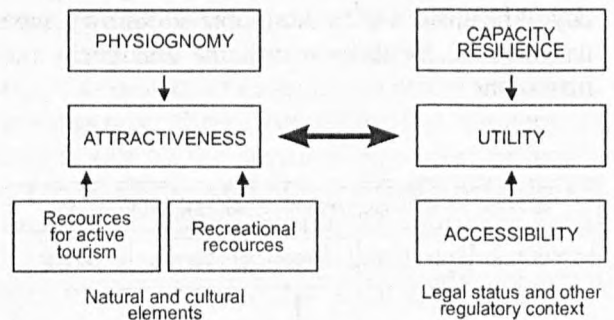 PHYSIOGNOMY
CAPACITY
RESILIENCE
ATTRACTIVENESS
UTILITY
Recources
for active
tourism
Recreational
recources
ACCESSIBILITY
Natural and cultural
elements
Legal status and other
regulatory context